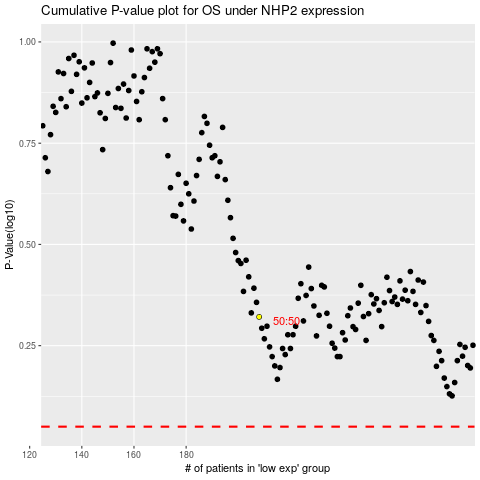 Cumulative P-value plot for OS under NHP2 expression
P-Value(log10)
1.00
0.75
0.50
0.25
50:50
120 140 160 180
# of patients in 'low exp' group